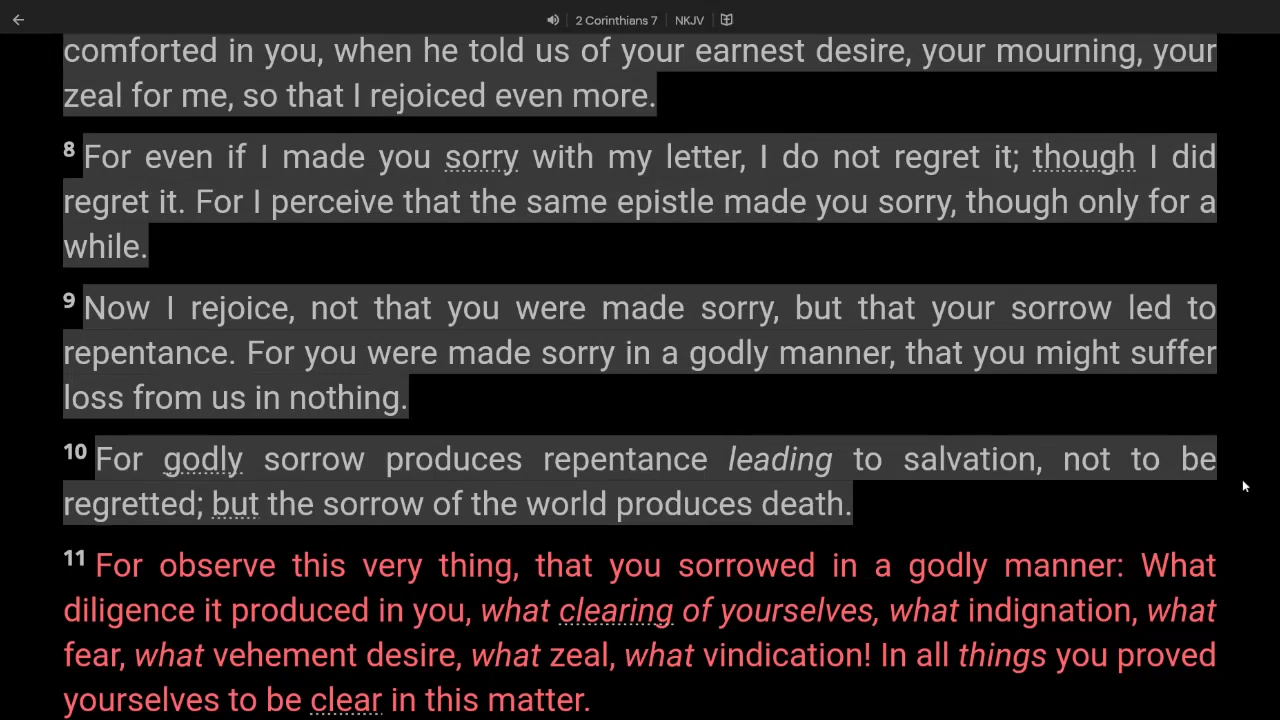 2 Corinthians 7 NKJV
comforted in you, when he told us of your earnest desire, your mourning, your
zeal for me, so that I rejoiced even more.
8 For even if I made you sorry with my letter, I do not regret it; though I did
regret it. For I perceive that the same epistle made you sorry, though only for a
while.
9 Now I rejoice, not that you were made sorry, but that your sorrow led to
repentance. For you were made sorry in a godly manner, that you might suffer
loss from us in nothing.
10 For godly sorrow produces repentance leading to salvation, not to be
regretted; but the sorrow of the world produces death.
11 For observe this very thing, that you sorrowed in a godly manner: What
diligence it produced in you, what clearing of yourselves, what indignation, what
fear, what vehement desire, what zeal, what vindication! In all things you proved
yourselves to be clear in this matter.